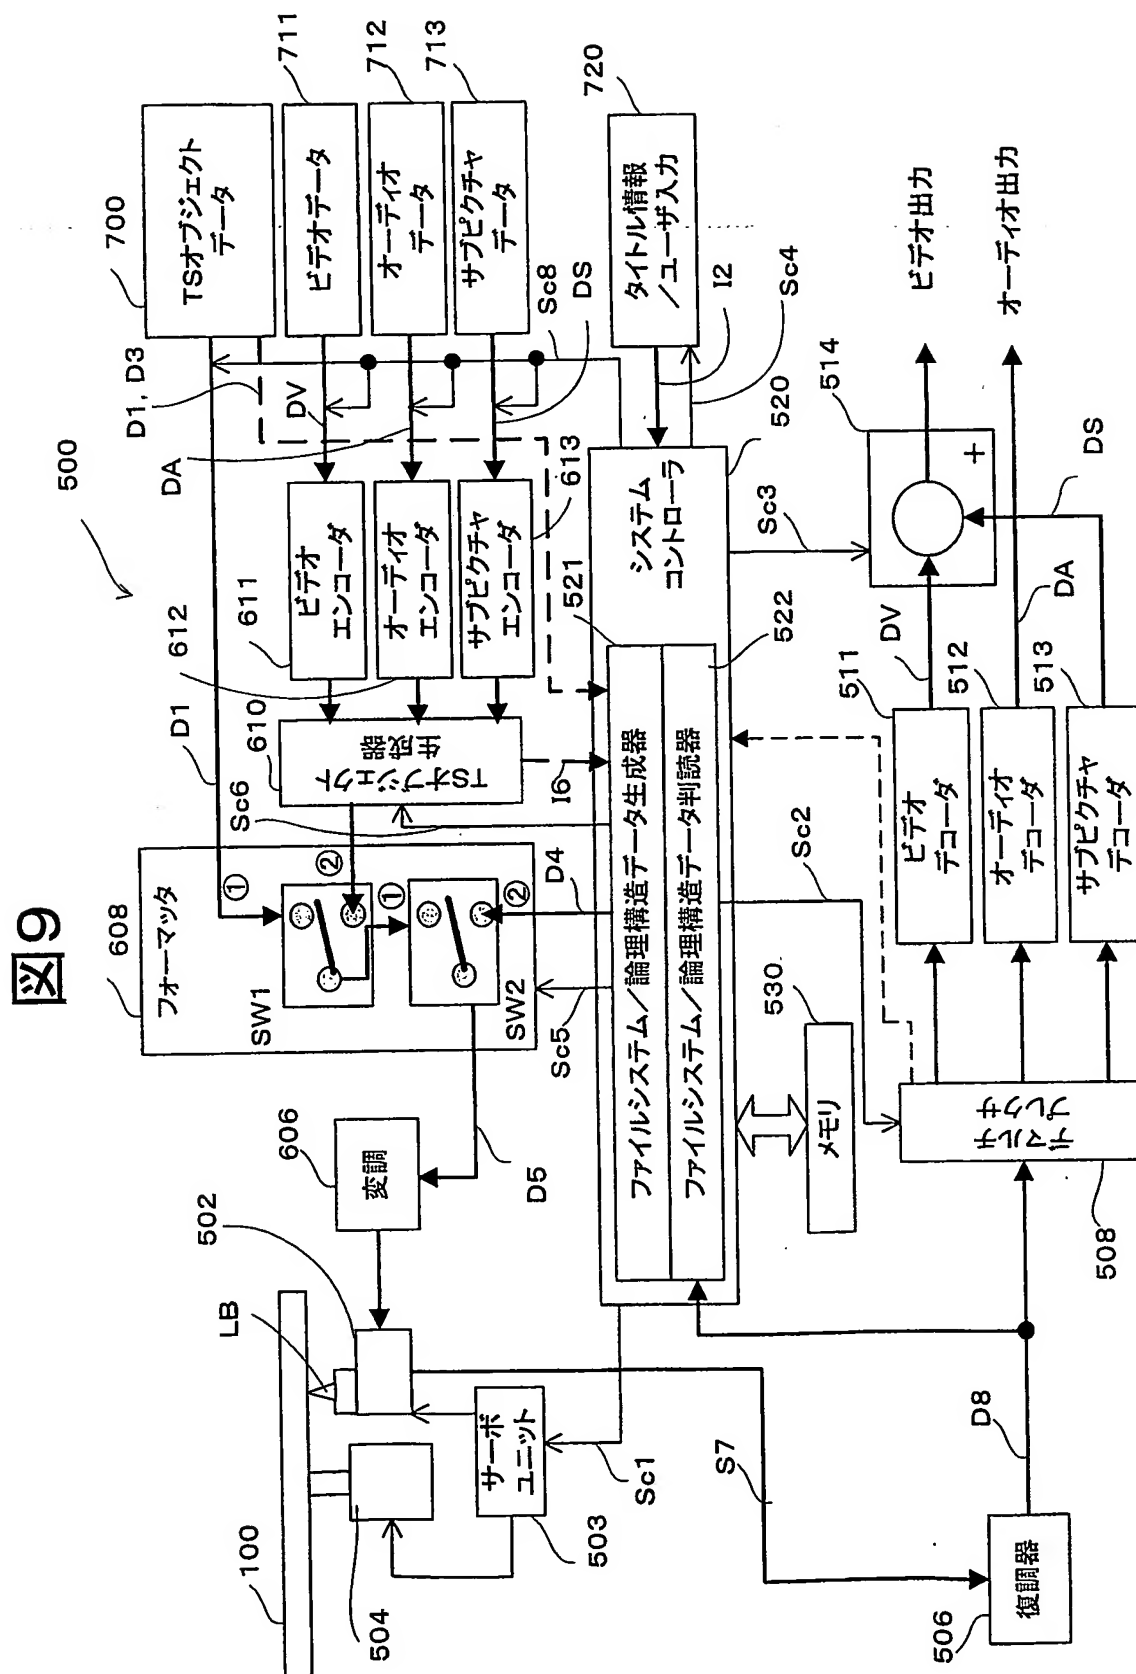 図9
500
100
LB
502
504
サーボ
ユニット
503
Sc1
606
変調
D5
608
フォーマッタ
①
SW1
②
①
②
SW2
Sc5
D4
Sc6
D1
610
TSオブジェクト
生成器
I6
611
ビデオ
エンコーダ
612
オーディオ
エンコーダ
サブピクチャ
エンコーダ
613
D1, D3
DV
DA
DS
Sc8
700
TSオブジェクト
データ
711
ビデオデータ
712
オーディオ
データ
713
サブピクチャ
データ
720
タイトル情報
/ユーザ入力
I2
Sc4
520
システム
コントローラ
521
ファイルシステム/論理構造データ生成器
522
ファイルシステム/論理構造データ判読器
530
メモリ
Sc2
Sc3
S7
506
復調器
D8
508
デマルチ
プレクサ
511
ビデオ
デコーダ
512
オーディオ
デコーダ
513
サブピクチャ
デコーダ
DV
DA
DS
514
+
ビデオ出力
オーディオ出力